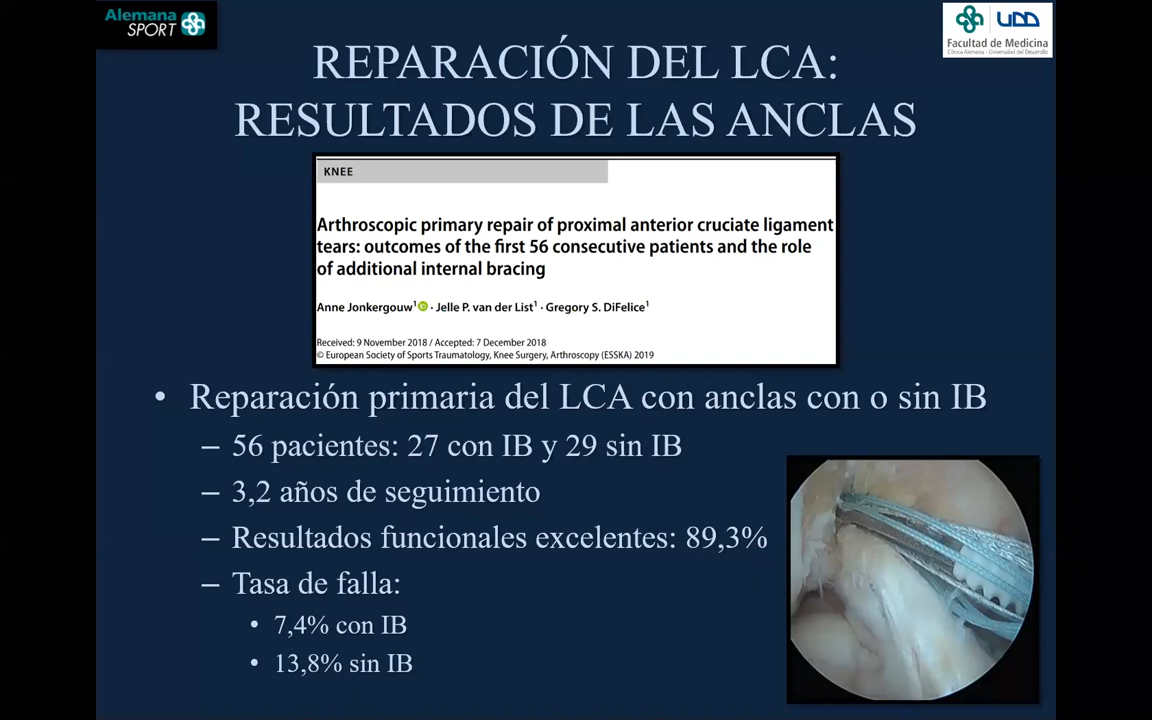 Alemana
SPORT
UDD
Facultad de Medicina
Clínica Alemana - Universidad del Desarrollo
REPARACIÓN DEL LCA:
RESULTADOS DE LAS ANCLAS
KNEE
Arthroscopic primary repair of proximal anterior cruciate ligament
tears: outcomes of the first 56 consecutive patients and the role
of additional internal bracing
Anne Jonkergouw¹ · Jelle P. van der List¹ · Gregory S. DiFelice¹
Received: 9 November 2018 / Accepted: 7 December 2018
© European Society of Sports Traumatology, Knee Surgery, Arthroscopy (ESSKA) 2019
• Reparación primaria del LCA con anclas con o sin IB
– 56 pacientes: 27 con IB y 29 sin IB
– 3,2 años de seguimiento
– Resultados funcionales excelentes: 89,3%
– Tasa de falla:
• 7,4% con IB
• 13,8% sin IB